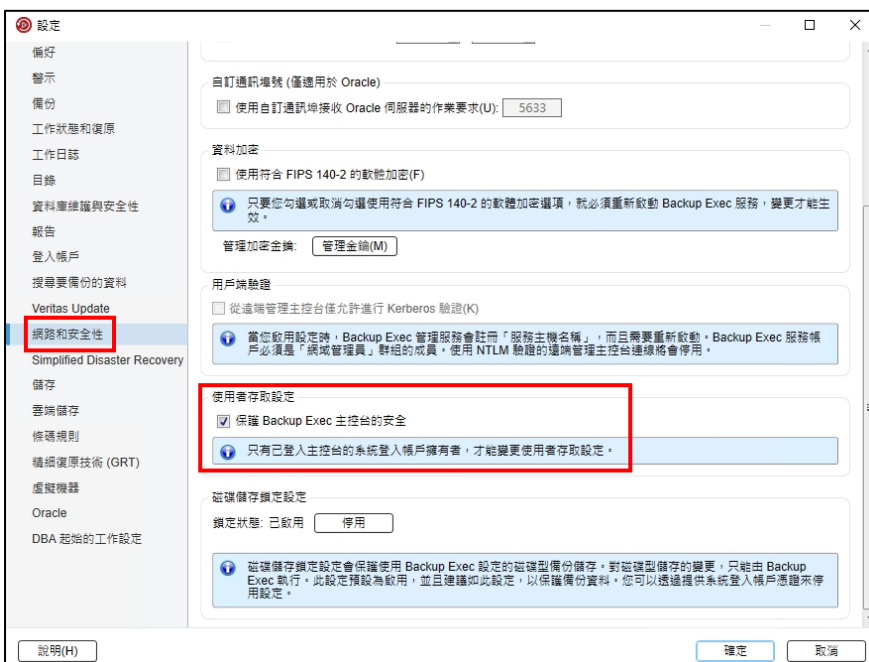 設定
偏好
警示
備份
工作狀態和復原
工作日誌
目錄
資料庫維護與安全性
報告
登入帳戶
搜尋要備份的資料
Veritas Update
網路和安全性
Simplified Disaster Recovery
儲存
雲端儲存
條碼規則
精細復原技術 (GRT)
虛擬機器
Oracle
DBA 起始的工作設定
自訂通訊埠號 (僅適用於 Oracle)
使用自訂通訊埠接收 Oracle 伺服器的作業要求(U): 5633
資料加密
使用符合 FIPS 140-2 的軟體加密(F)
只要您勾選或取消勾選使用符合 FIPS 140-2 的軟體加密選項，就必須重新啟動 Backup Exec 服務，變更才能生
效。
管理加密金鑰: 管理金鑰(M)
用戶端驗證
從遠端管理主控台僅允許進行 Kerberos 驗證(K)
當您啟用設定時，Backup Exec 管理服務會註冊「服務主機名稱」，而且需要重新啟動。Backup Exec 服務帳
戶必須是「網域管理員」群組的成員。使用 NTLM 驗證的遠端管理主控台連線將會停用。
使用者存取設定
保護 Backup Exec 主控台的安全
只有已登入主控台的系統登入帳戶擁有者，才能變更使用者存取設定。
磁碟儲存鎖定設定
鎖定狀態: 已啟用 停用
磁碟儲存鎖定設定會保護使用 Backup Exec 設定的磁碟型備份儲存。對磁碟型儲存的變更，只能由 Backup
Exec 執行。此設定預設為啟用，並且建議如此設定，以保護備份資料。您可以透過提供系統登入帳戶憑證來停
用設定。
說明(H) 確定 取消